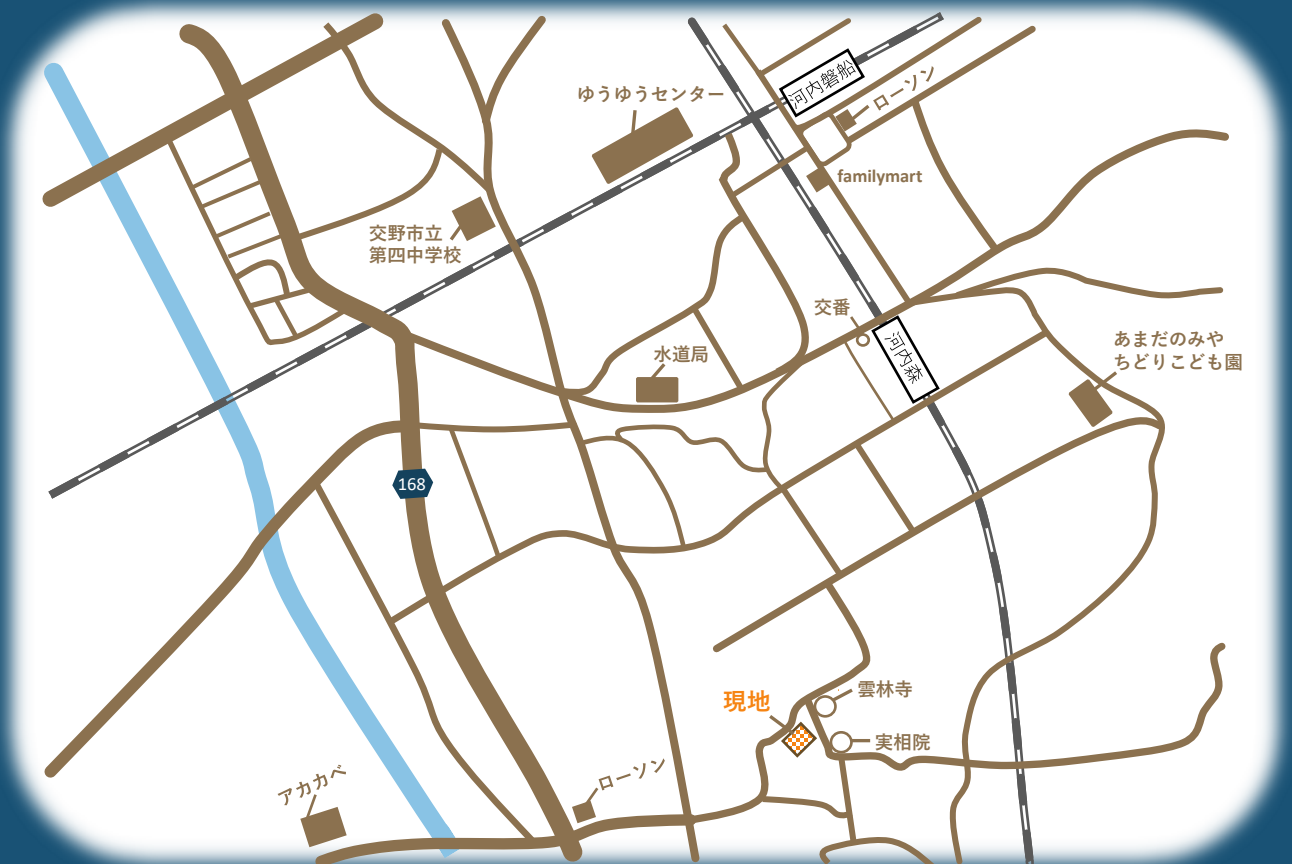 河内磐船
ローソン
ゆうゆうセンター
familymart
交野市立
第四中学校
交番
河内森
水道局
あまだのみや
ちどりこども園
168
現地
雲林寺
実相院
ローソン
アカカベ